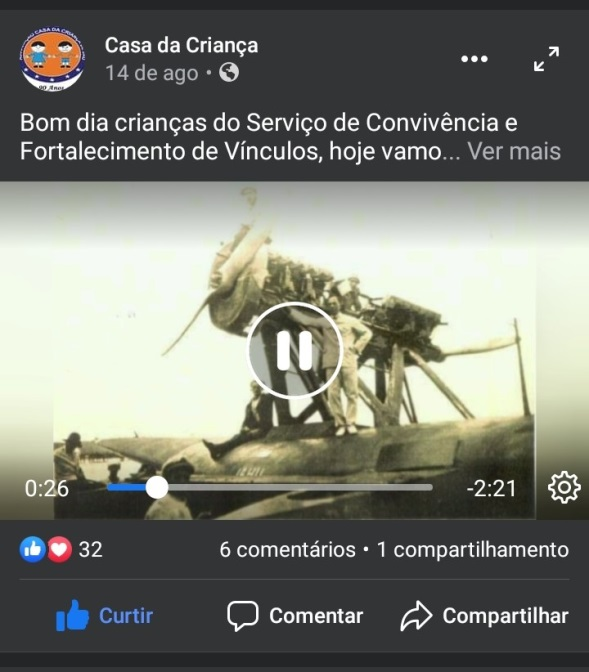 Casa da Criança
14 de ago •
Bom dia crianças do Serviço de Convivência e
Fortalecimento de Vínculos, hoje vamo... Ver mais
0:26
-2:21
32
6 comentários • 1 compartilhamento
Curtir
Comentar
Compartilhar